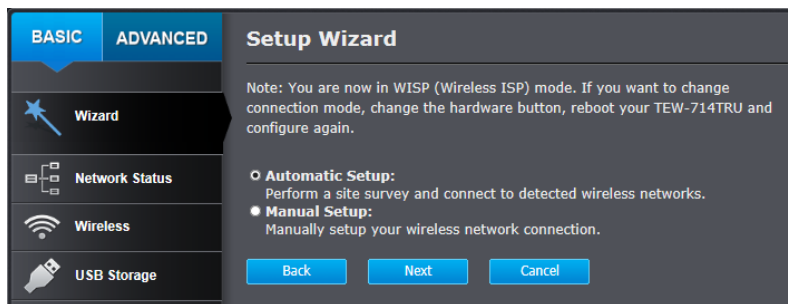 BASIC
ADVANCED
Wizard
Network Status
Wireless
USB Storage
Setup Wizard
Note: You are now in WISP (Wireless ISP) mode. If you want to change
connection mode, change the hardware button, reboot your TEW-714TRU and
configure again.
Automatic Setup:
Perform a site survey and connect to detected wireless networks.
Manual Setup:
Manually setup your wireless network connection.
Back
Next
Cancel